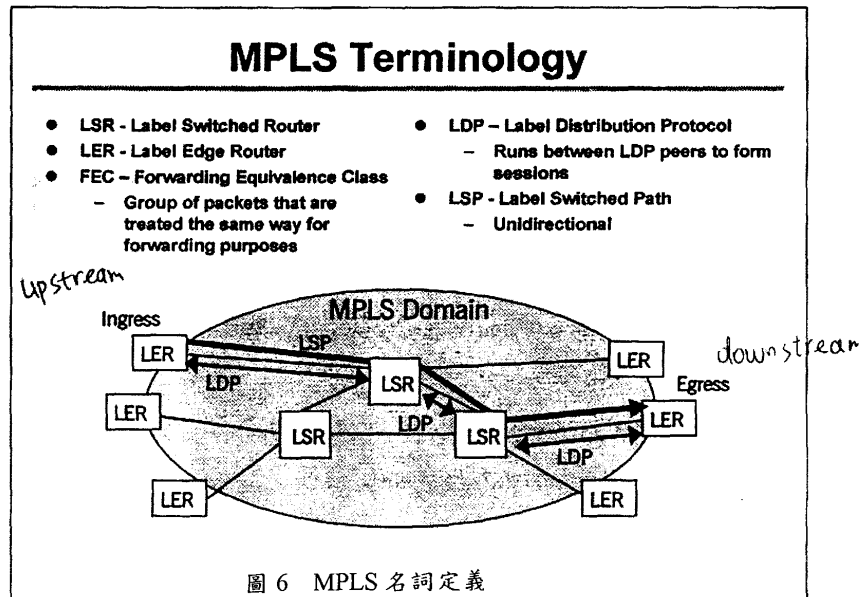 MPLS Terminology
● LSR - Label Switched Router
● LER - Label Edge Router
● FEC – Forwarding Equivalence Class
– Group of packets that are
treated the same way for
forwarding purposes
● LDP – Label Distribution Protocol
– Runs between LDP peers to form
sessions
● LSP - Label Switched Path
– Unidirectional
upstream
MPLS Domain
Ingress
LSP
LER
LER
downstream
LDP
LSR
Egress
LER
LDP
LER
LSR
LSR
LDP
LER
LER
圖 6 MPLS 名詞定義